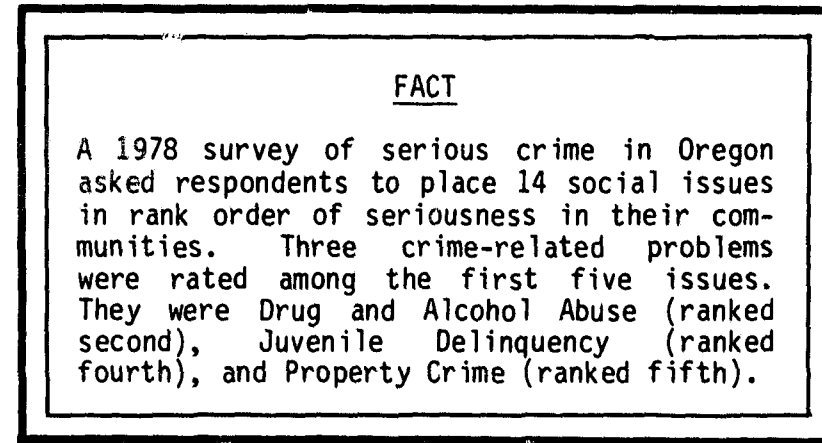 FACT
A 1978 survey of serious crime in Oregon
asked respondents to place 14 social issues
in rank order of seriousness in their com-
munities. Three crime-related problems
were rated among the first five issues.
They were Drug and Alcohol Abuse (ranked
second), Juvenile Delinquency (ranked
fourth), and Property Crime (ranked fifth).